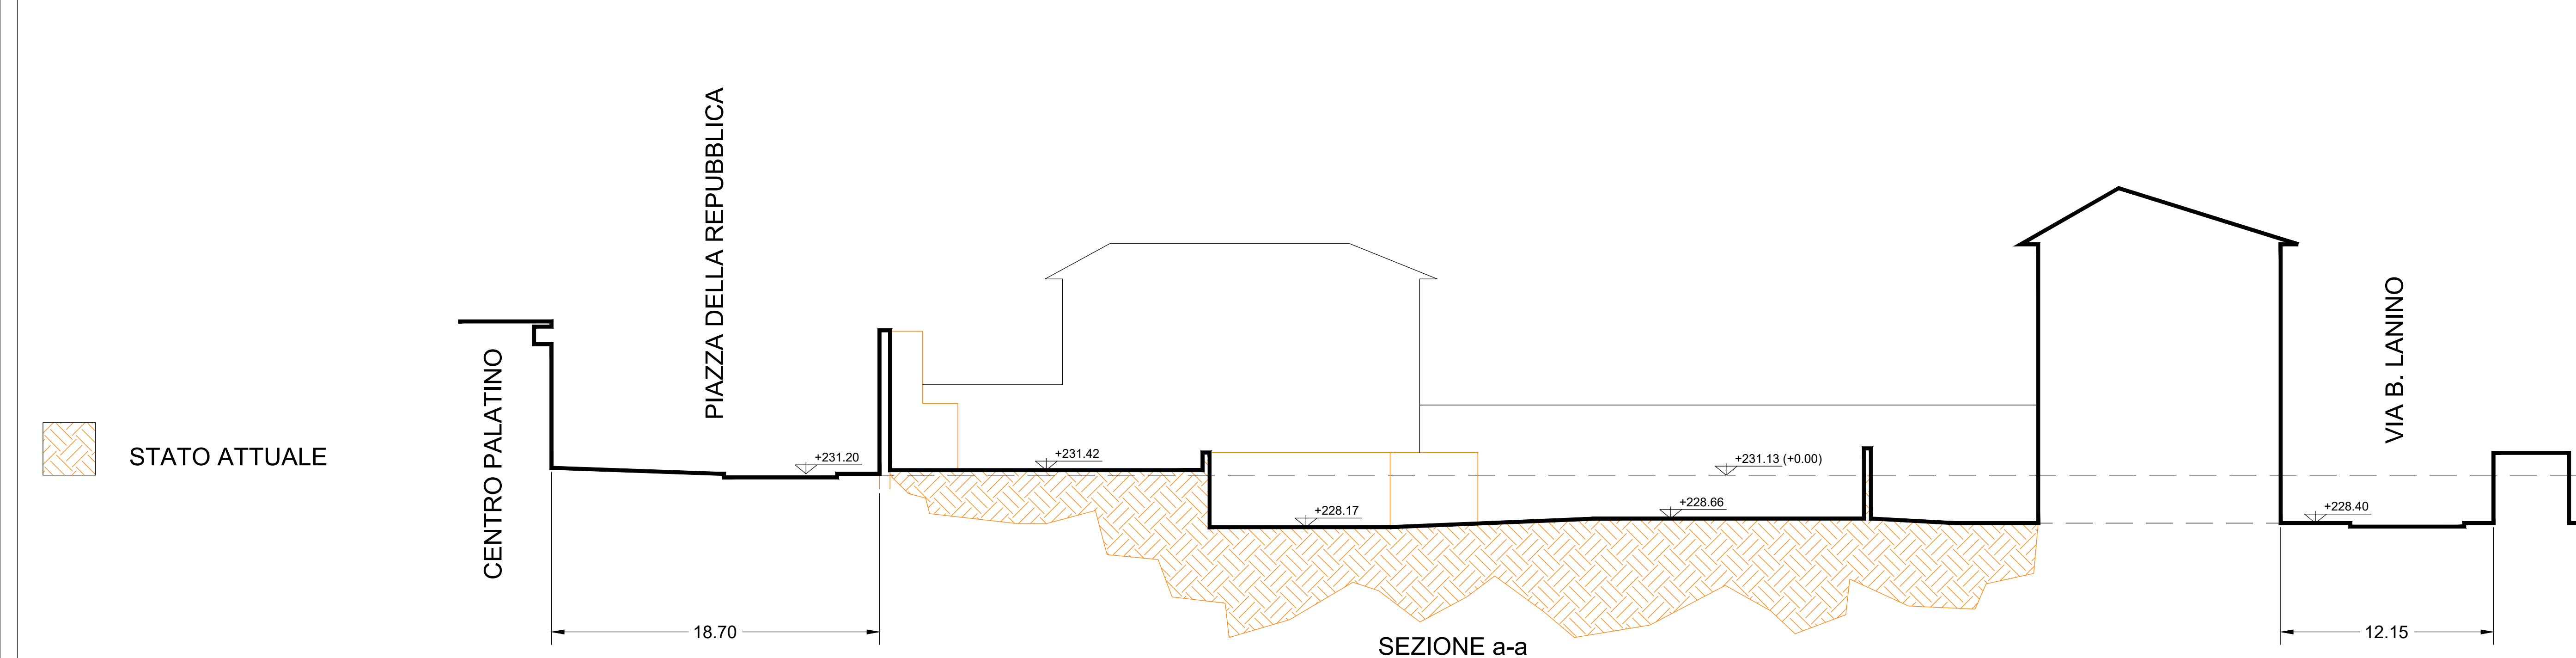 STATO ATTUALE
CENTRO PALATINO
PIAZZA DELLA REPUBBLICA
+231.20
+231.42
+228.17
+231.13 (+0.00)
+228.66
VIA B. LANINO
+228.40
18.70
12.15
SEZIONE a-a